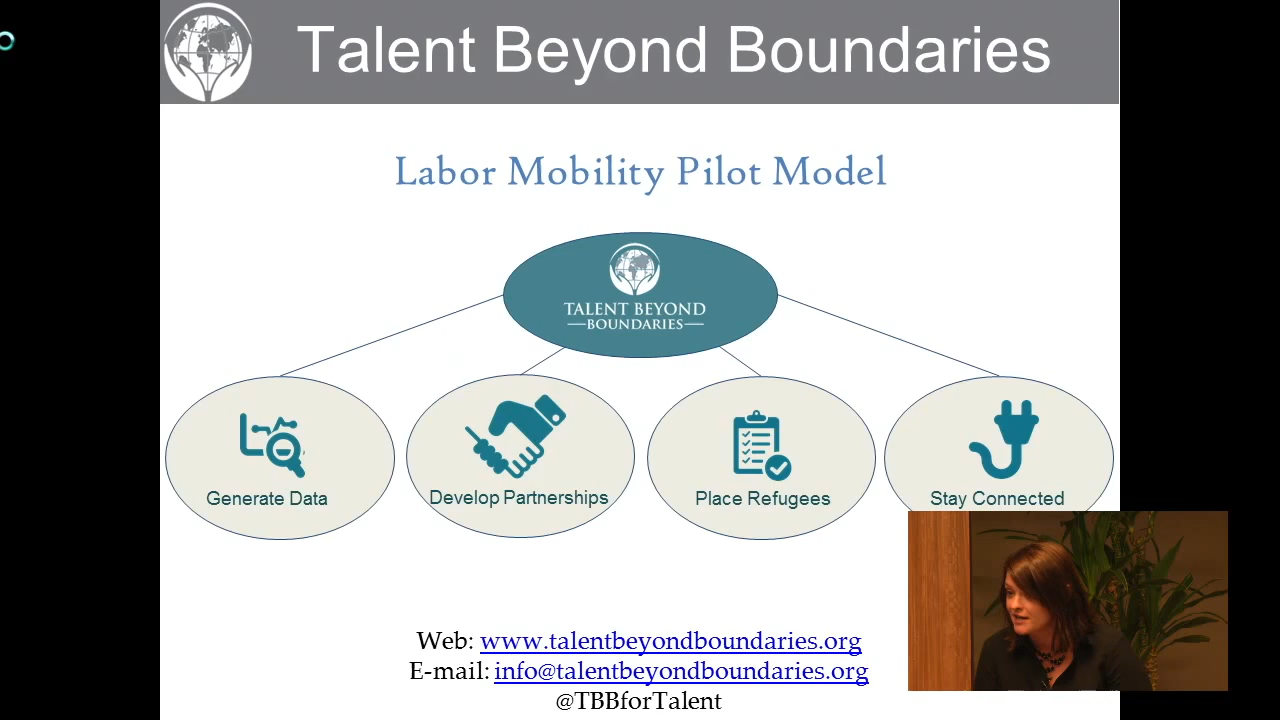 Talent Beyond Boundaries
Labor Mobility Pilot Model
TALENT BEYOND
BOUNDARIES
Generate Data
Develop Partnerships
Place Refugees
Stay Connected
Web: www.talentbeyondboundaries.org
E-mail: info@talentbeyondboundaries.org
@TBBforTalent